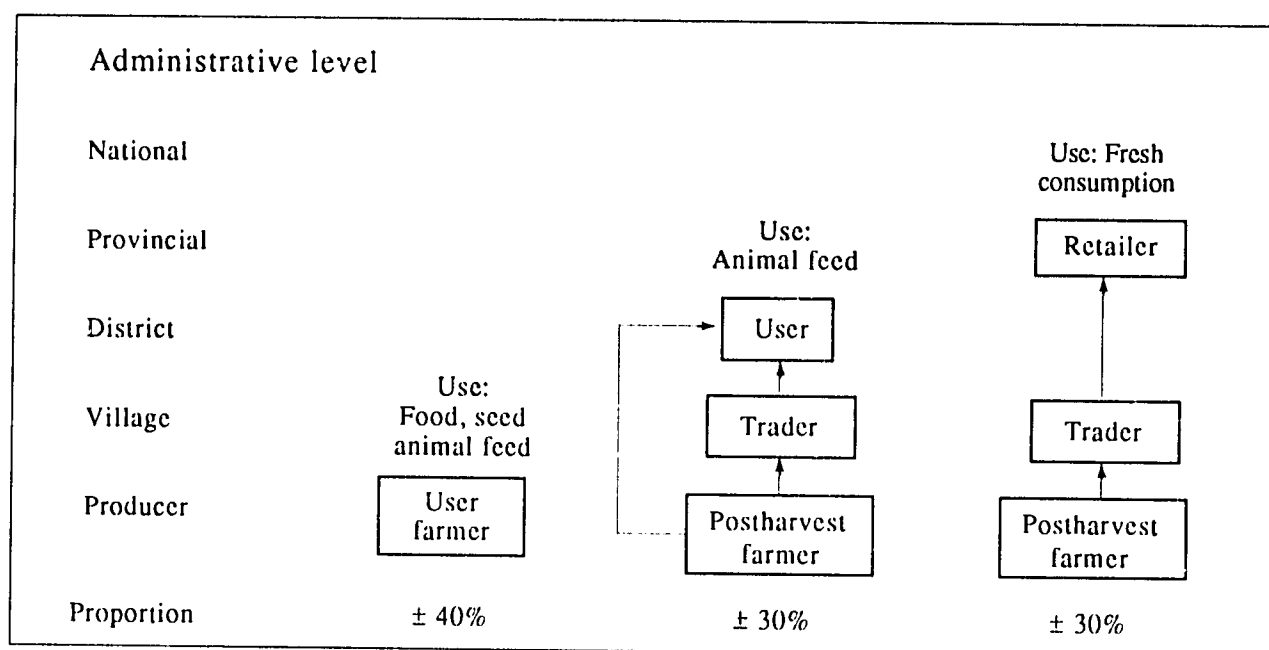 Administrative level
National
Use: Fresh
consumption
Provincial
Use:
Animal feed
Retailer
District
User
Village
Use:
Food, seed
animal feed
Trader
Trader
Producer
User
farmer
Postharvest
farmer
Postharvest
farmer
Proportion
± 40%
± 30%
± 30%